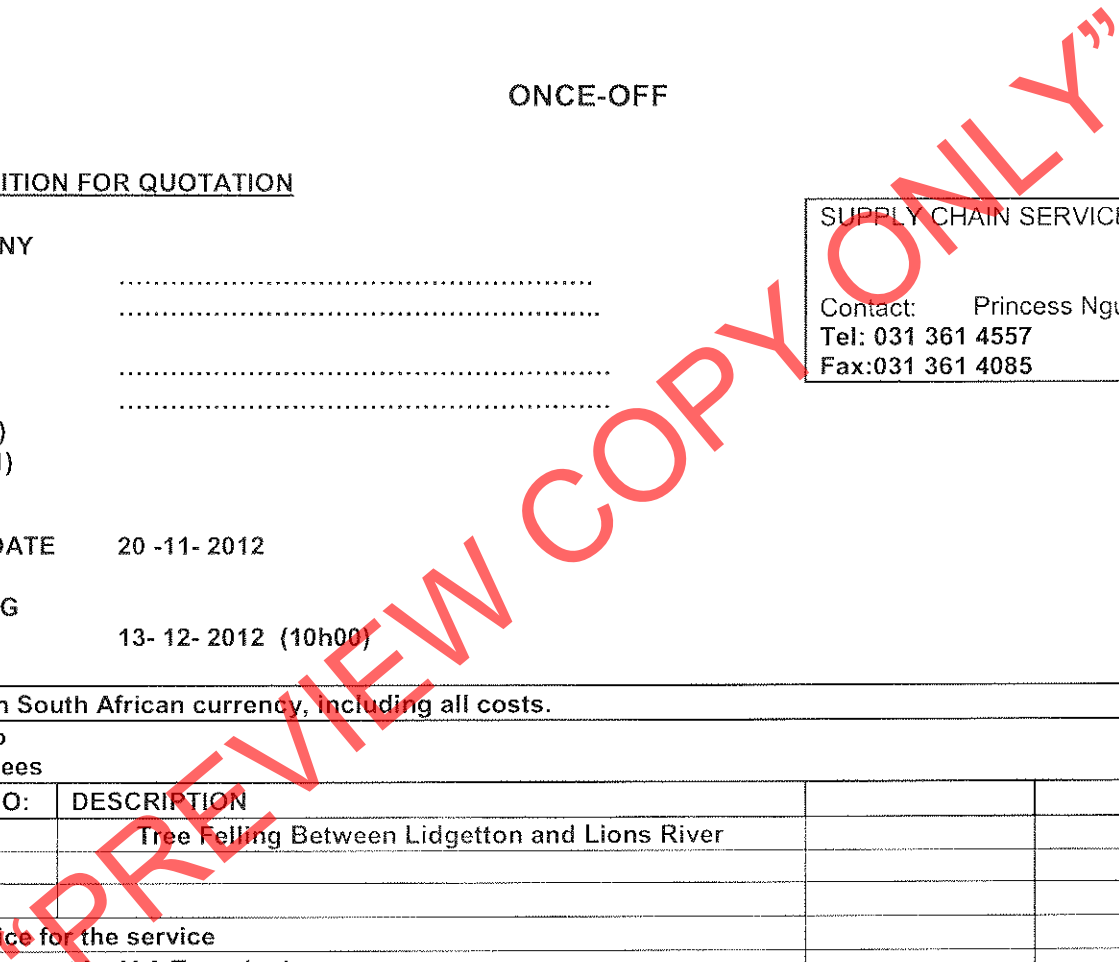 ONCE-OFF
ITION FOR QUOTATION
SUPPLY CHAIN SERVICE
NY
..................................................
..................................................
Contact: Princess Ngu
Tel: 031 361 4557
Fax:031 361 4085
..................................................
..................................................
)
)
DATE 20 -11- 2012
G
13- 12- 2012 (10h00)
n South African currency, including all costs.
ees
O: DESCRIPTION
Tree Felling Between Lidgetton and Lions River
ice for the service
“PREVIEW COPY ONLY”